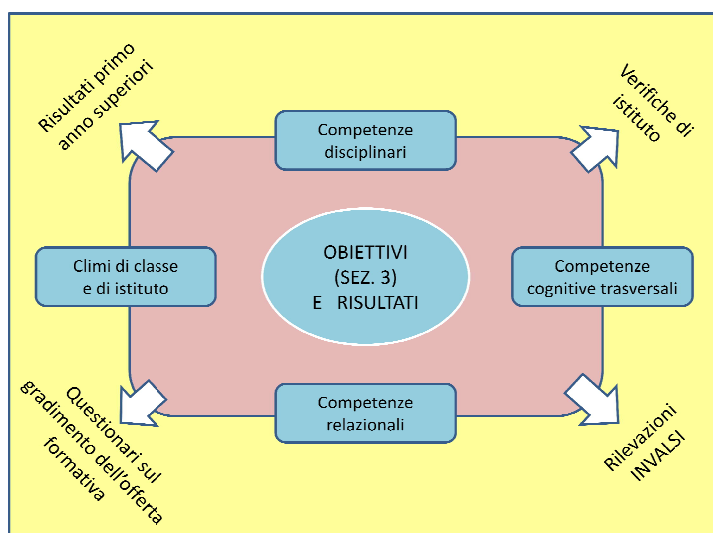 Risultati primo
anno superiori
Verifiche di
istituto
Competenze
disciplinari
Climi di classe
e di istituto
OBIETTIVI
(SEZ. 3)
E RISULTATI
Competenze
cognitive trasversali
Competenze
relazionali
Questionari sul
gradimento dell'offerta
formativa
Rilevazioni
INVALSI